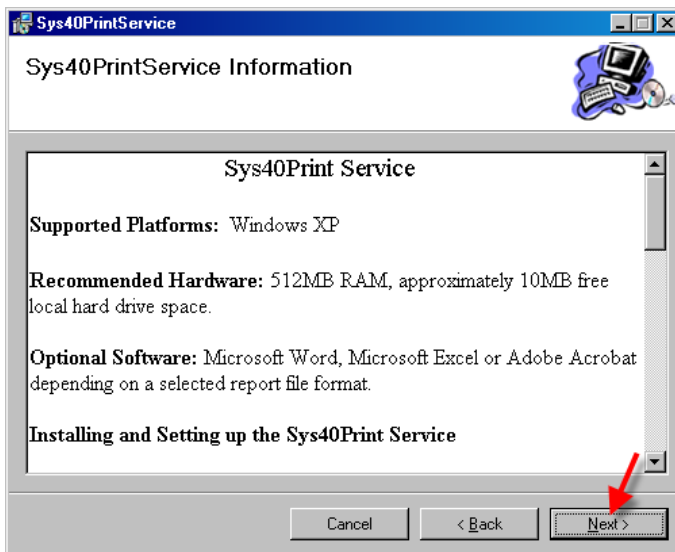 Sys40PrintService
Sys40PrintService Information
Sys40Print Service
Supported Platforms: Windows XP
Recommended Hardware: 512MB RAM, approximately 10MB free
local hard drive space.
Optional Software: Microsoft Word, Microsoft Excel or Adobe Acrobat
depending on a selected report file format.
Installing and Setting up the Sys40Print Service
Cancel
< Back
Next >